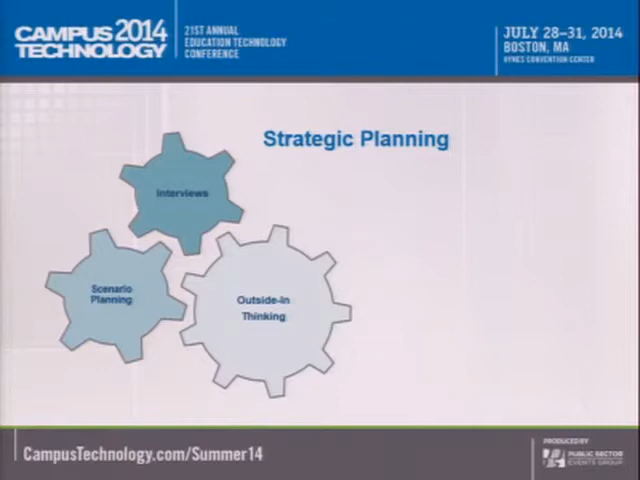 CAMPUS 2014
TECHNOLOGY
21ST ANNUAL
EDUCATION TECHNOLOGY
CONFERENCE
JULY 28–31, 2014
BOSTON, MA
HYNES CONVENTION CENTER
Strategic Planning
Interviews
Scenario
Planning
Outside-In
Thinking
CampusTechnology.com/Summer14
PRODUCED BY
PUBLIC SECTOR
EVENTS GROUP